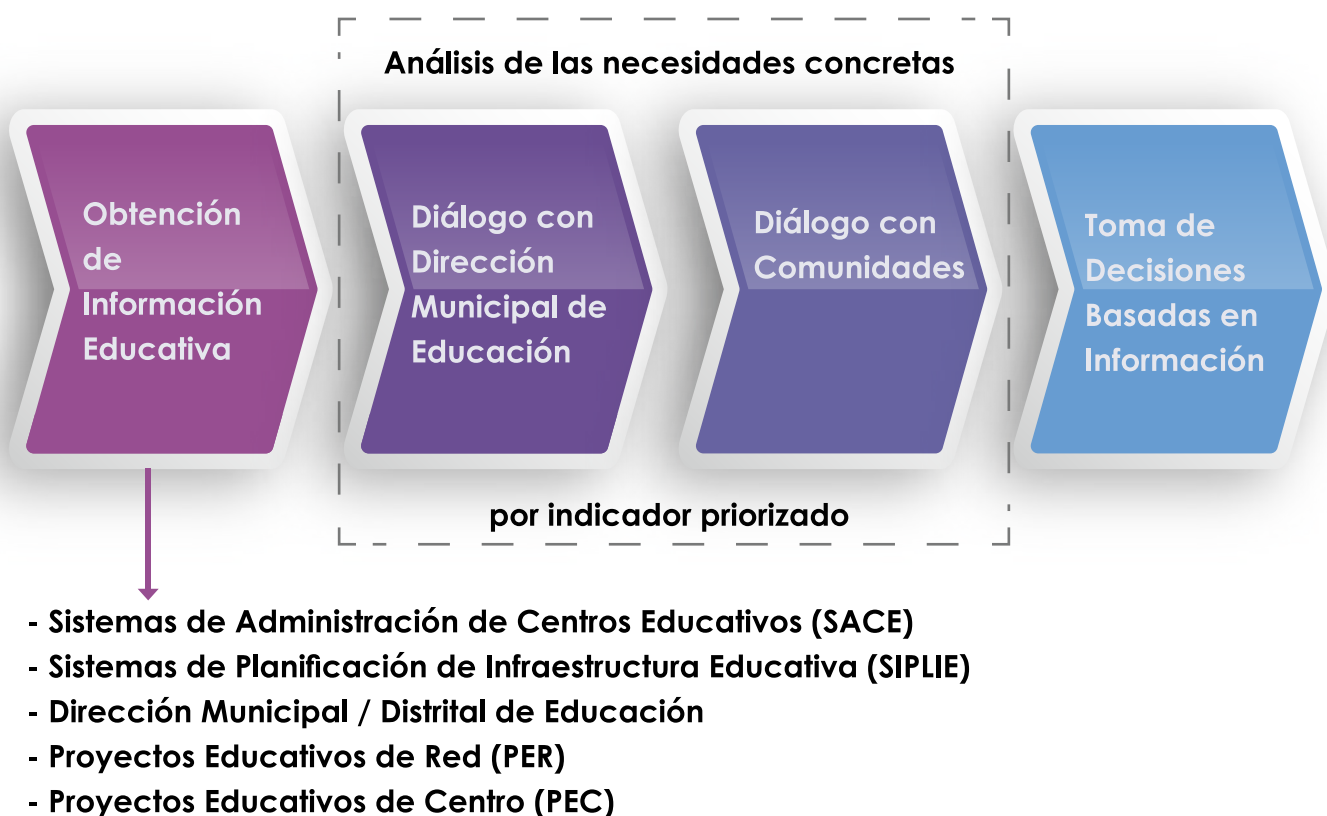 Análisis de las necesidades concretas
Obtención
de
Información
Educativa
Diálogo con
Dirección
Municipal de
Educación
Diálogo con
Comunidades
Toma de
Decisiones
Basadas en
Información
por indicador priorizado
- Sistemas de Administración de Centros Educativos (SACE)
- Sistemas de Planificación de Infraestructura Educativa (SIPLIE)
- Dirección Municipal / Distrital de Educación
- Proyectos Educativos de Red (PER)
- Proyectos Educativos de Centro (PEC)